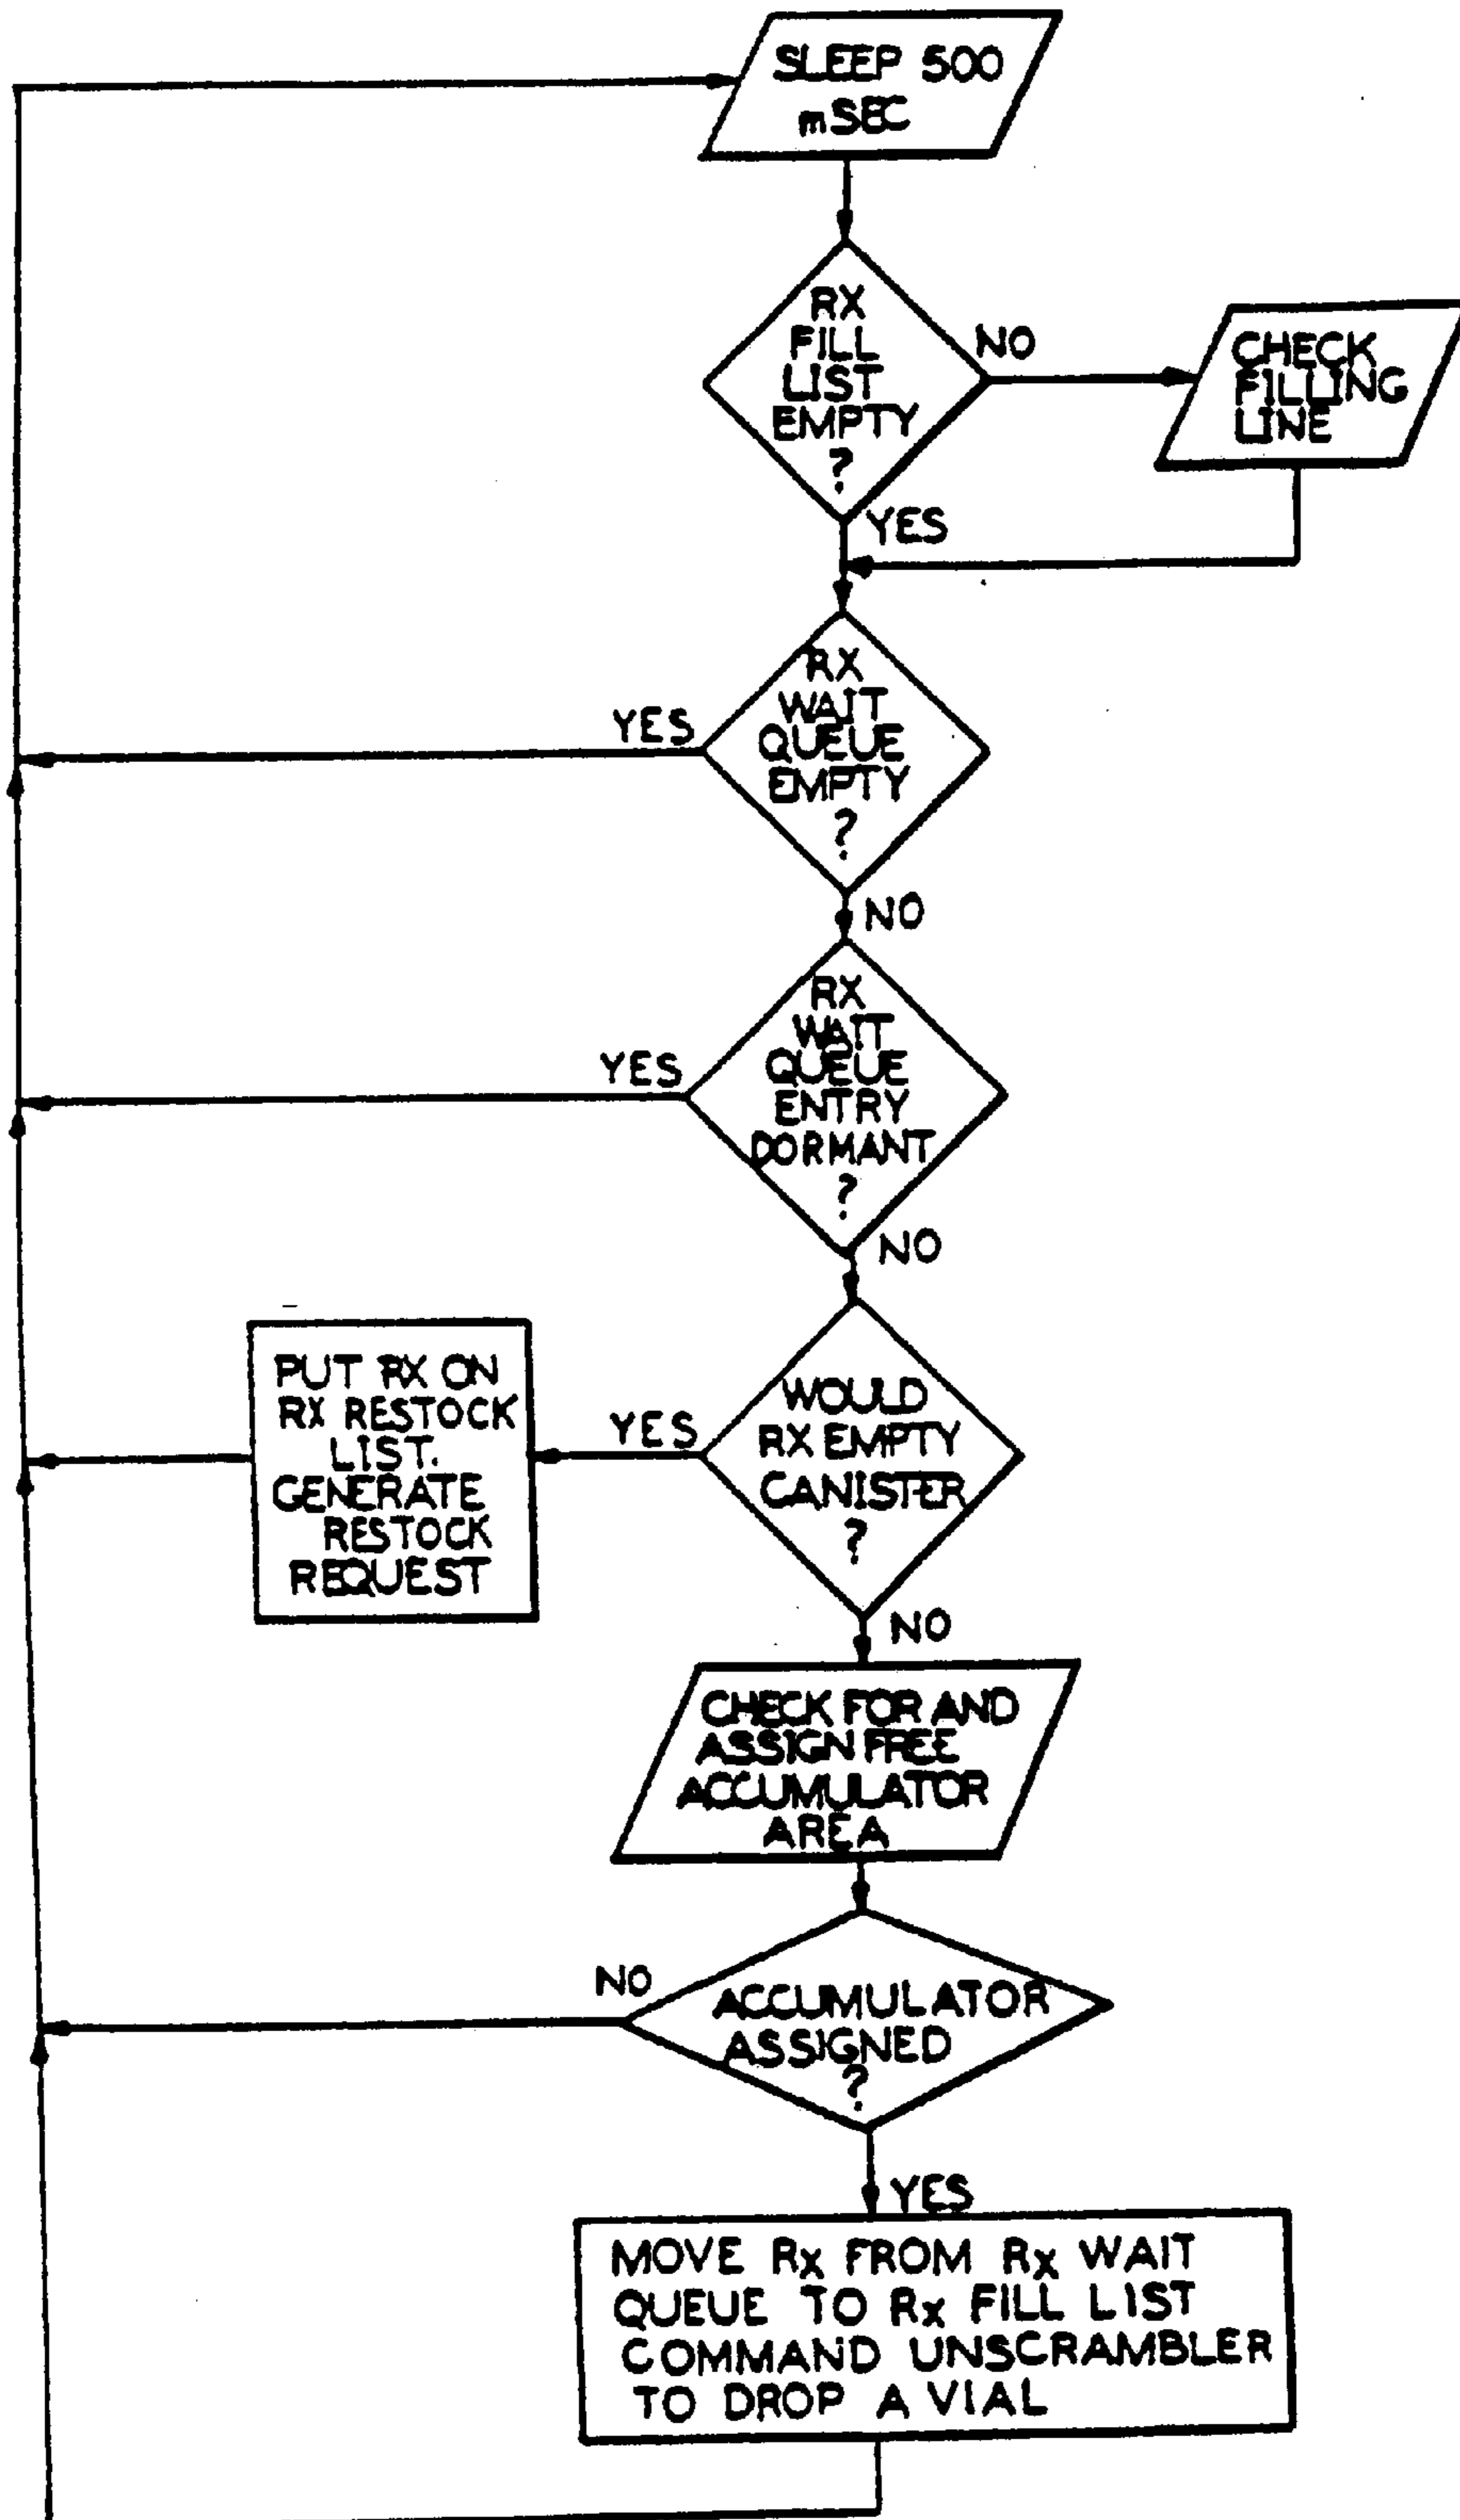 SLEEP 500
mSEC
RX
FILL
LIST
EMPTY
?
NO
CHECK
FILLING
LINE
YES
RX
WAIT
QUEUE
EMPTY
?
YES
NO
RX
WAIT
QUEUE
ENTRY
DORMANT
?
YES
NO
WOULD
RX EMPTY
CANISTER
?
YES
PUT RX ON
RX RESTOCK
LIST.
GENERATE
RESTOCK
REQUEST
NO
CHECK FOR AND
ASSIGN FREE
ACCUMULATOR
AREA
NO
ACCUMULATOR
ASSIGNED
?
YES
MOVE Rx FROM Rx WAIT
QUEUE TO Rx FILL LIST
COMMAND UNSCRAMBLER
TO DROP A VIAL